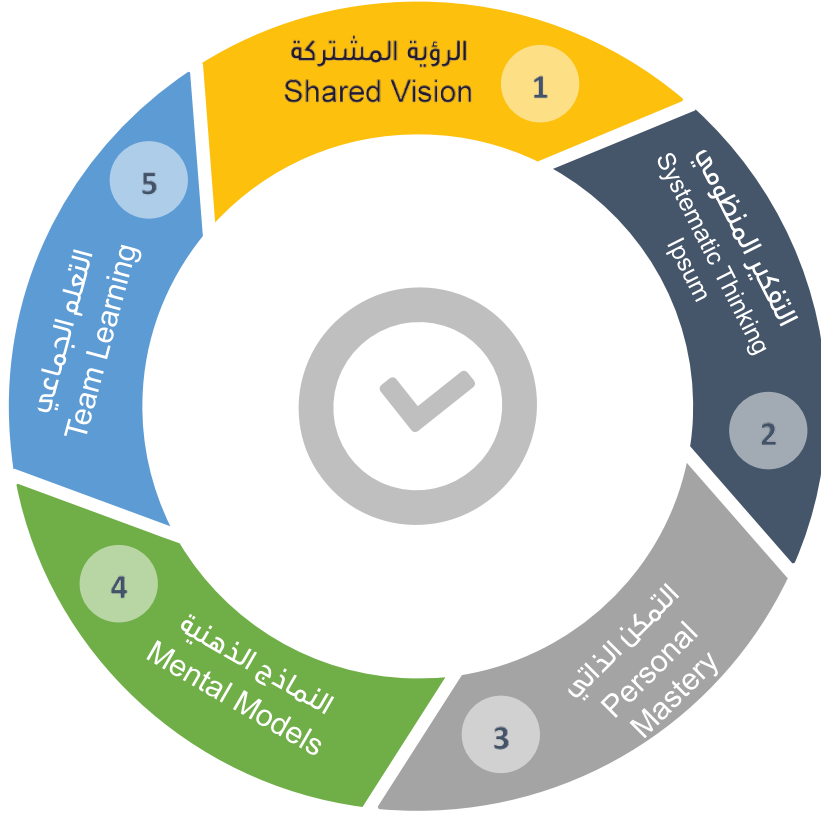 الرؤية المشتركة
Shared Vision
1
التفكير المنظومي
Systematic Thinking
Ipsum
2
التمكن الذاتي
Personal
Mastery
3
النماذج الذهنية
Mental Models
4
التعلم الجماعي
Team Learning
5